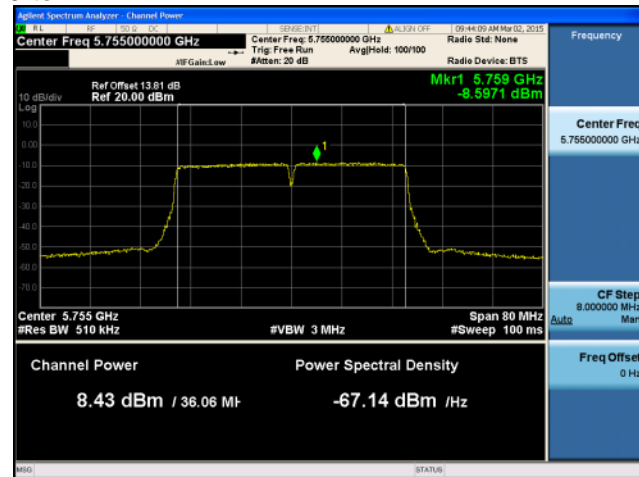 Agilent Spectrum Analyzer - Channel Power
RL RF 50 Ω DC SENSE:INT ALIGN OFF 09:44:09 AM Mar 02, 2015
Center Freq 5.755000000 GHz
Center Freq: 5.755000000 GHz
Radio Std: None
Trig: Free Run Avg|Hold: 100/100
#IFGain:Low #Atten: 20 dB Radio Device: BTS
Frequency
Mkr1 5.759 GHz
-8.5971 dBm
Ref Offset 13.81 dB
10 dB/div Ref 20.00 dBm
Log
10.0
0.00
-10.0
-20.0
-30.0
-40.0
-50.0
-60.0
-70.0
1
Center 5.755 GHz Span 80 MHz
#Res BW 510 kHz #VBW 3 MHz #Sweep 100 ms
Channel Power Power Spectral Density
8.43 dBm / 36.06 MH -67.14 dBm /Hz
Center Freq
5.755000000 GHz
CF Step
8.000000 MHz
Auto Man
Freq Offset
0 Hz
MSG STATUS